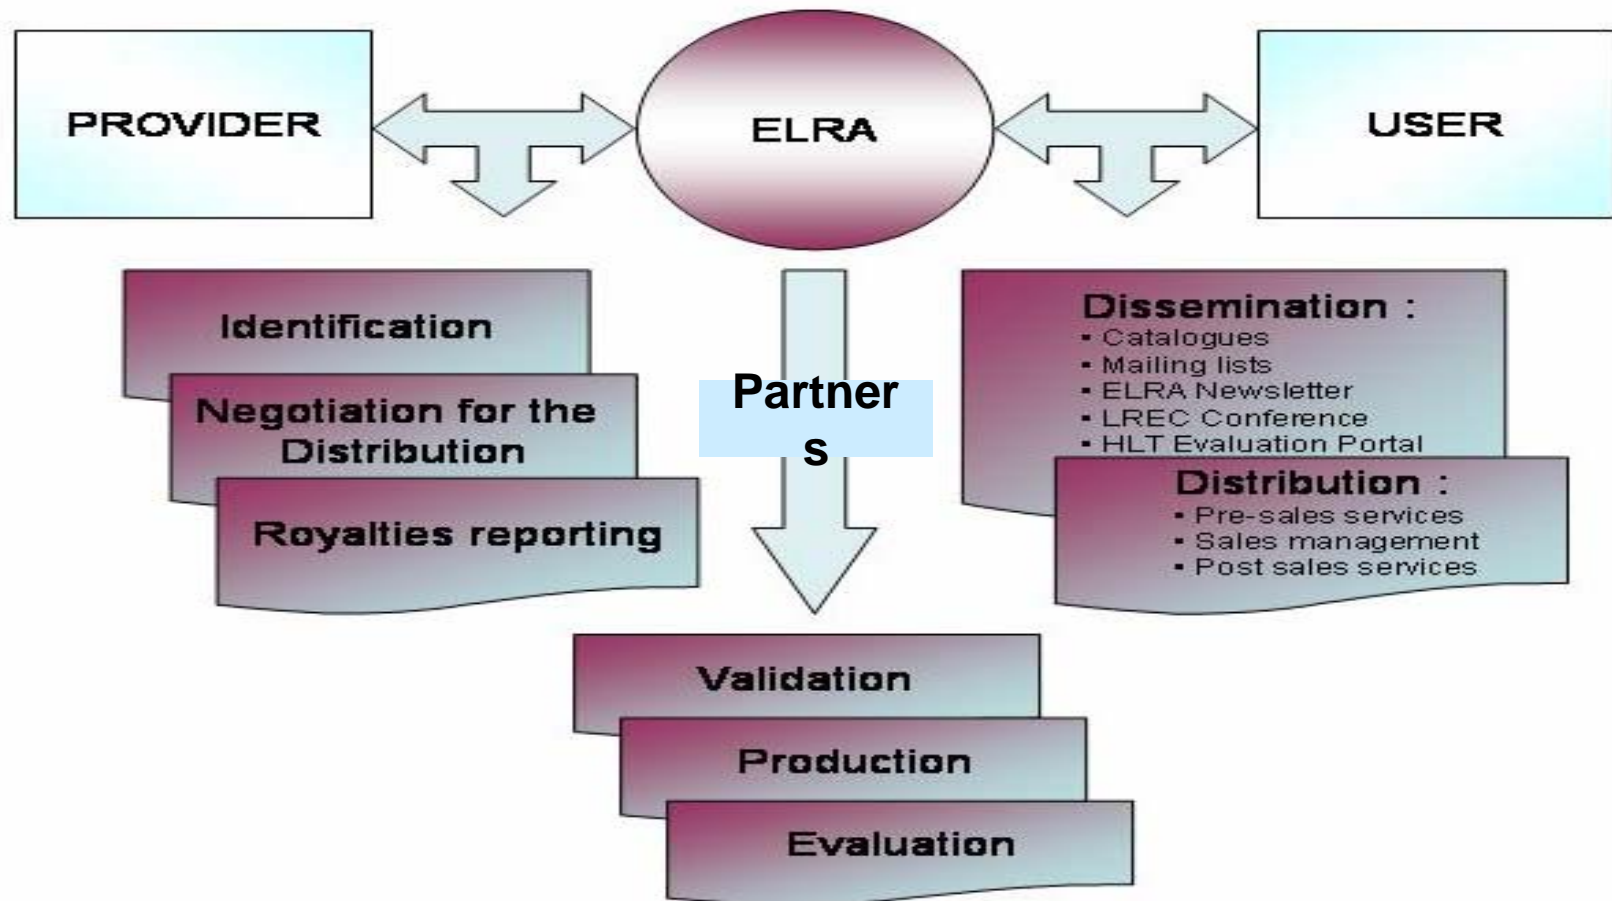 PROVIDER
ELRA
USER
Identification
Negotiation for the
Distribution
Royalties reporting
Partner
s
Dissemination :
▪ Catalogues
▪ Mailing lists
▪ ELRA Newsletter
▪ LREC Conference
▪ HLT Evaluation Portal
Distribution :
▪ Pre-sales services
▪ Sales management
▪ Post sales services
Validation
Production
Evaluation